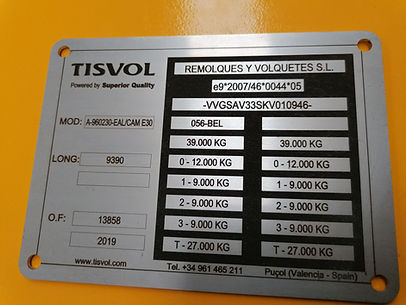 TISVOL
Powered by Superior Quality
MOD: A-960230-EAL/CAM E30
LONG: 9390
O.F: 13858
2019
www.tisvol.com
REMOLQUES Y VOLQUETES S.L.
e9*2007/46*0044*05
-VVGSAV33SKV010946-
056-BEL
39.000 KG 39.000 KG
0 - 12.000 KG 0 - 12.000 KG
1 - 9.000 KG 1 - 9.000 KG
2 - 9.000 KG 2 - 9.000 KG
3 - 9.000 KG 3 - 9.000 KG
T - 27.000 KG T - 27.000 KG
Tel. +34 961 465 211 Puçol (Valencia - Spain)